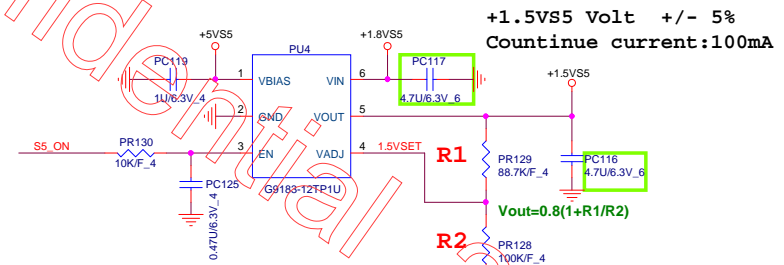 +1.5VS5 Volt +/- 5%
Countinue current:100mA
+5VS5
+1.8VS5
+1.5VS5
PU4
PC119
1U/6.3V_4
PC117
4.7U/6.3V_6
1
VBIAS
VIN
6
2
GND
VOUT
5
3
EN
VADJ
4
G9183-12TP1U
S5_ON
PR130
10K/F_4
PC125
0.47U/6.3V_4
1.5VSET
R1
PR129
88.7K/F_4
PC116
4.7U/6.3V_6
Vout=0.8(1+R1/R2)
R2
PR128
100K/F_4